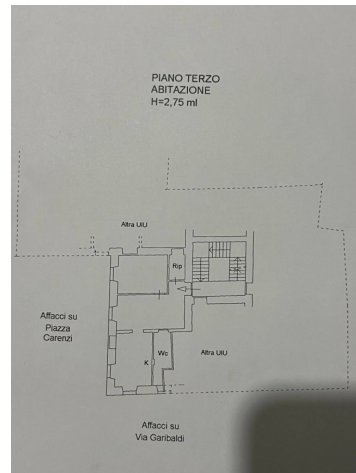 PIANO TERZO
ABITAZIONE
H=2,75 ml
Altra UIU
Rip
Affacci su
Piazza
Carenzi
Wc
Altra UIU
K
Affacci su
Via Garibaldi